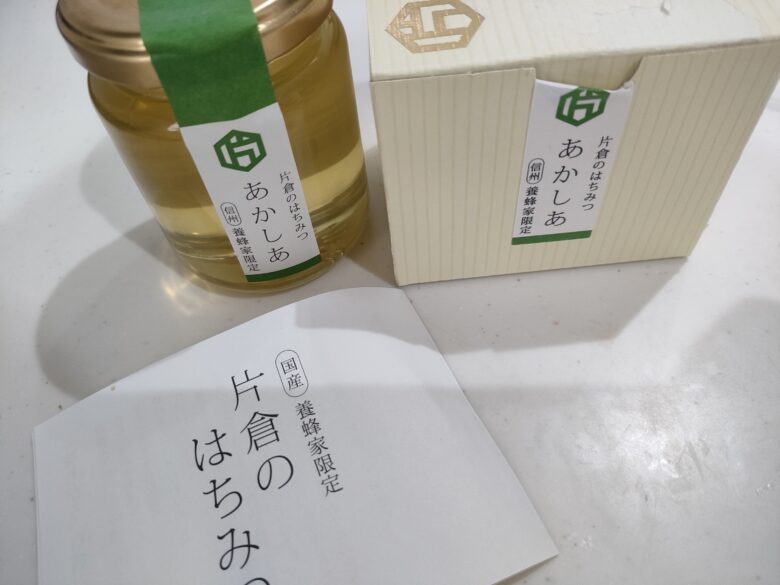 片倉のはちみつ
あかしあ
信州 養蜂家限定
片倉のはちみつ
あかしあ
信州 養蜂家限定
国産 養蜂家限定
片倉の
はちみ